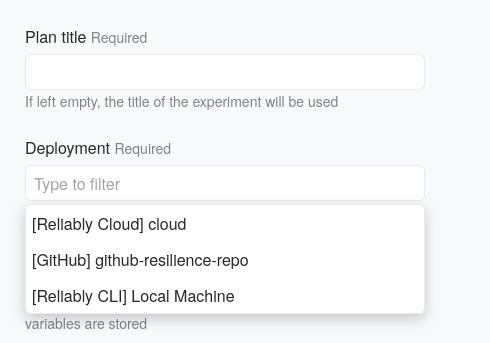 Plan title Required
If left empty, the title of the experiment will be used
Deployment Required
Type to filter
[Reliably Cloud] cloud
[GitHub] github-resilience-repo
[Reliably CLI] Local Machine
variables are stored